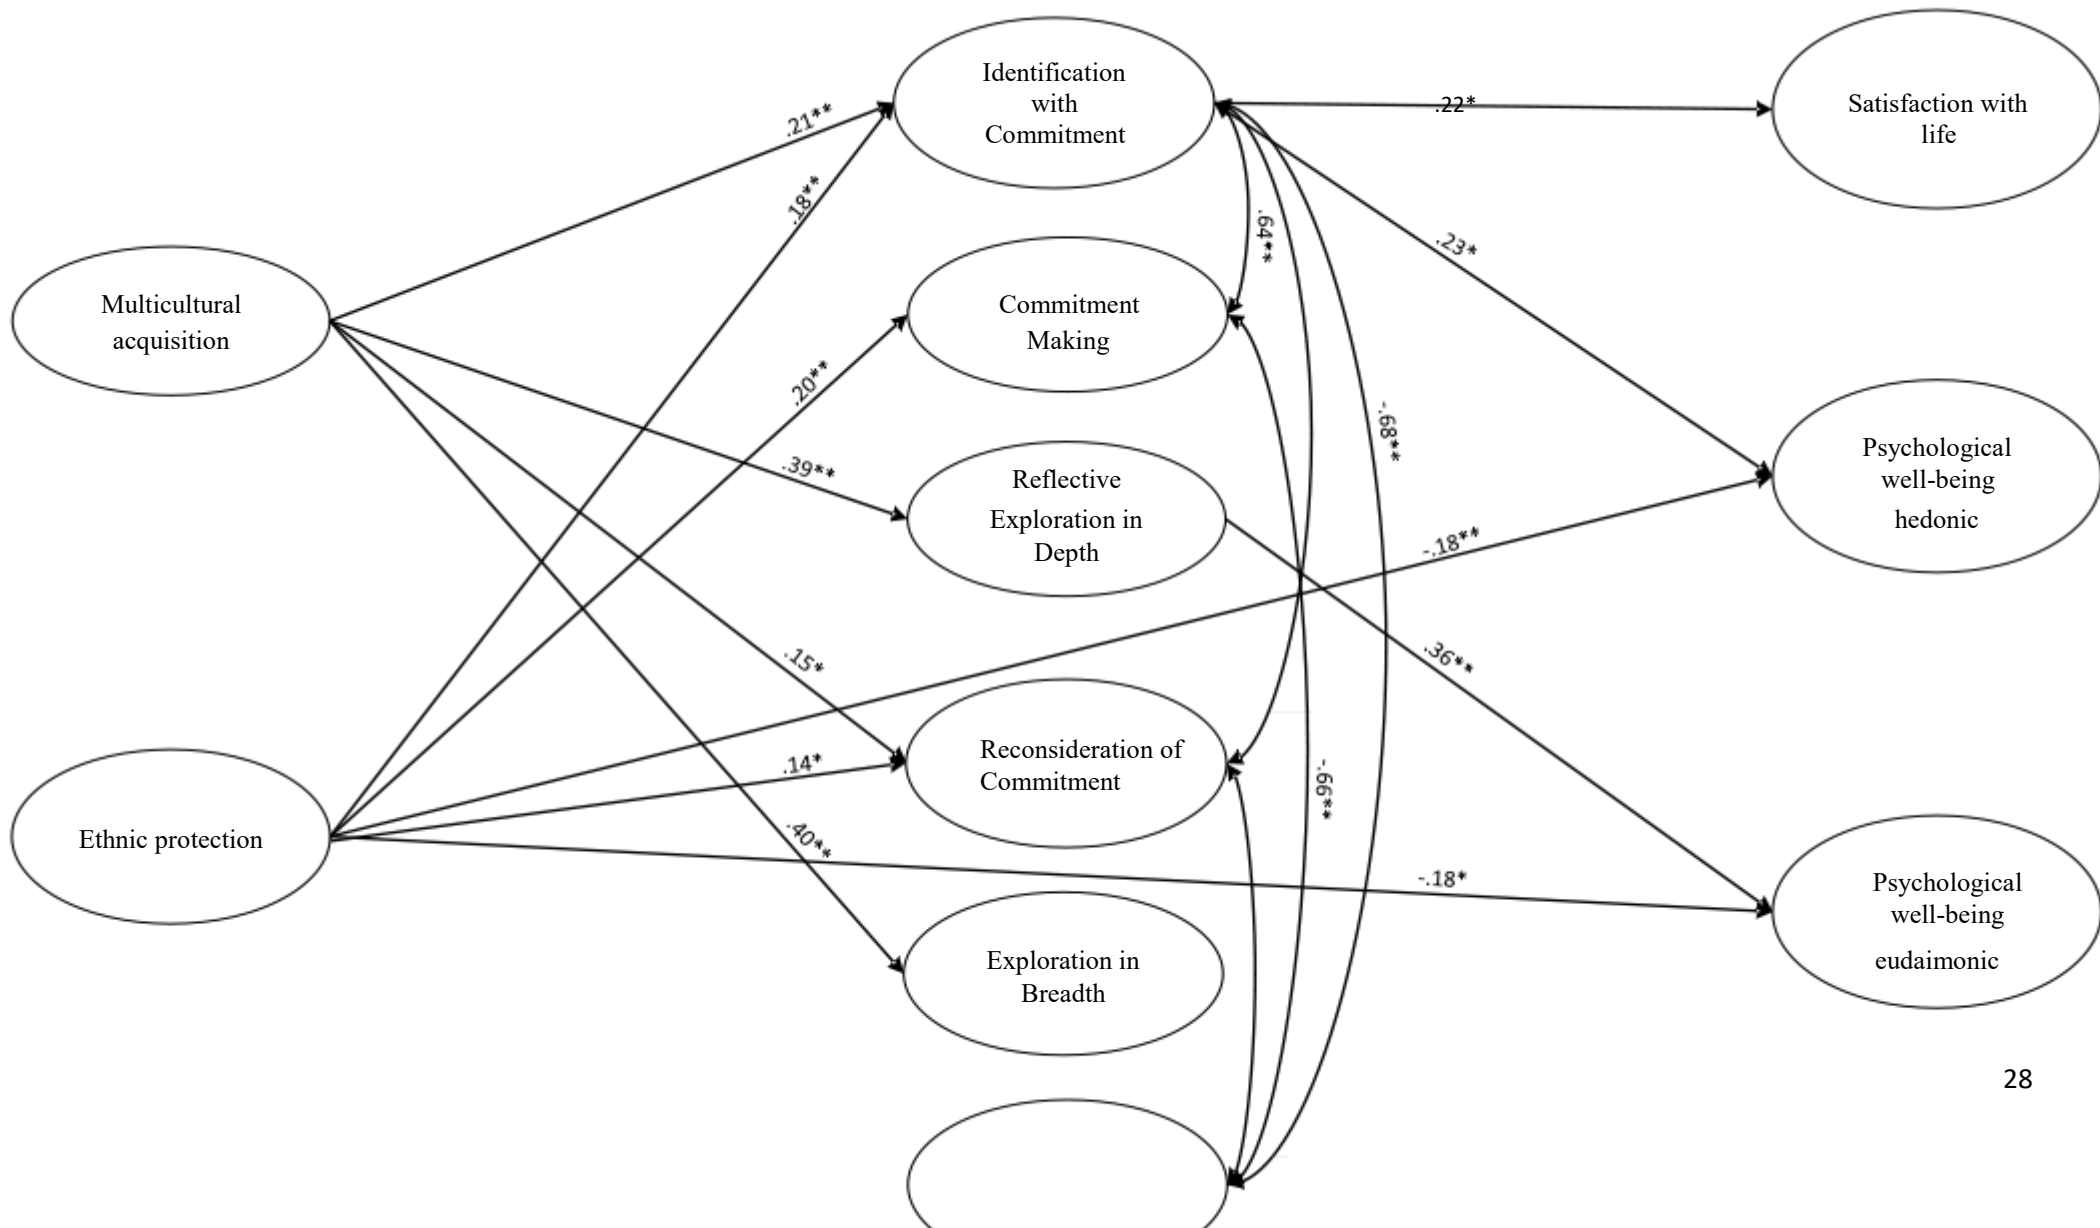 Identification
with
Commitment
Satisfaction with
life
.21**
.22*
.18**
.64**
.23*
Multicultural
acquisition
Commitment
Making
.20**
-.68**
.39**
Reflective
Exploration in
Depth
Psychological
well-being
hedonic
-.18**
.15*
.36**
Reconsideration of
Commitment
.14*
-.66**
Ethnic protection
.40**
-.18*
Psychological
well-being
eudaimonic
Exploration in
Breadth
28